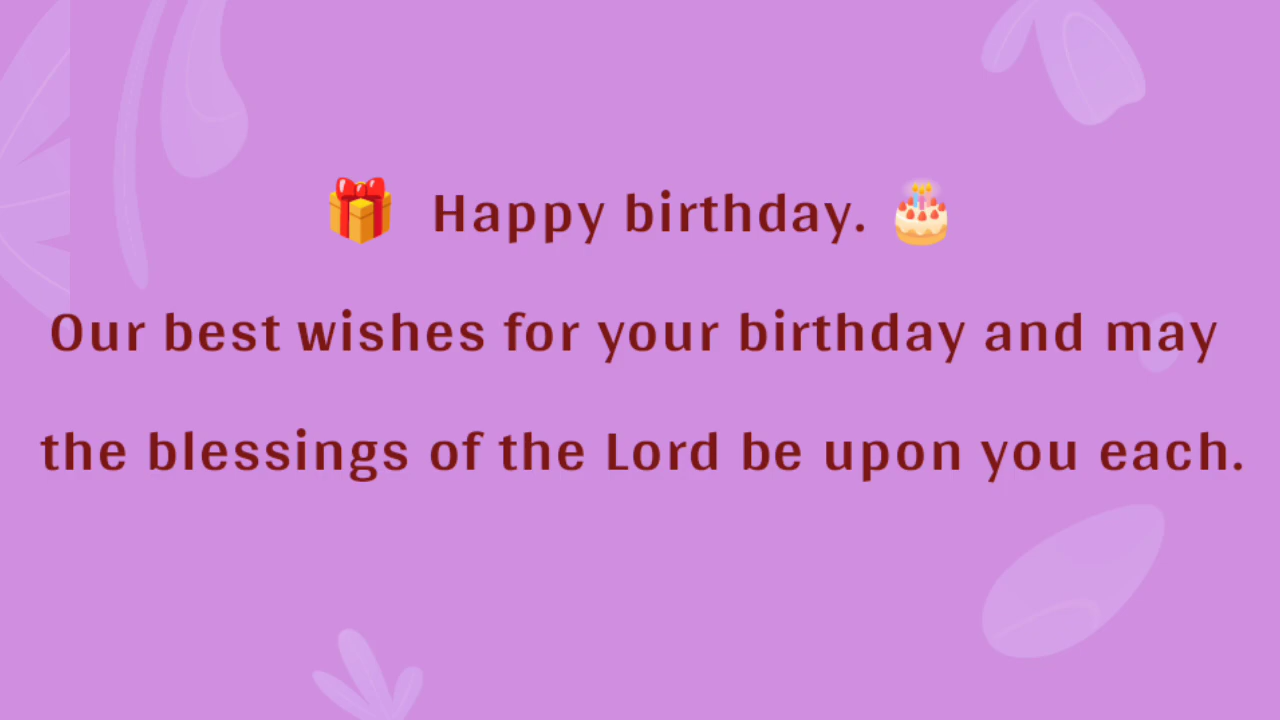 🎁 Happy birthday. 🎂
Our best wishes for your birthday and may
the blessings of the Lord be upon you each.